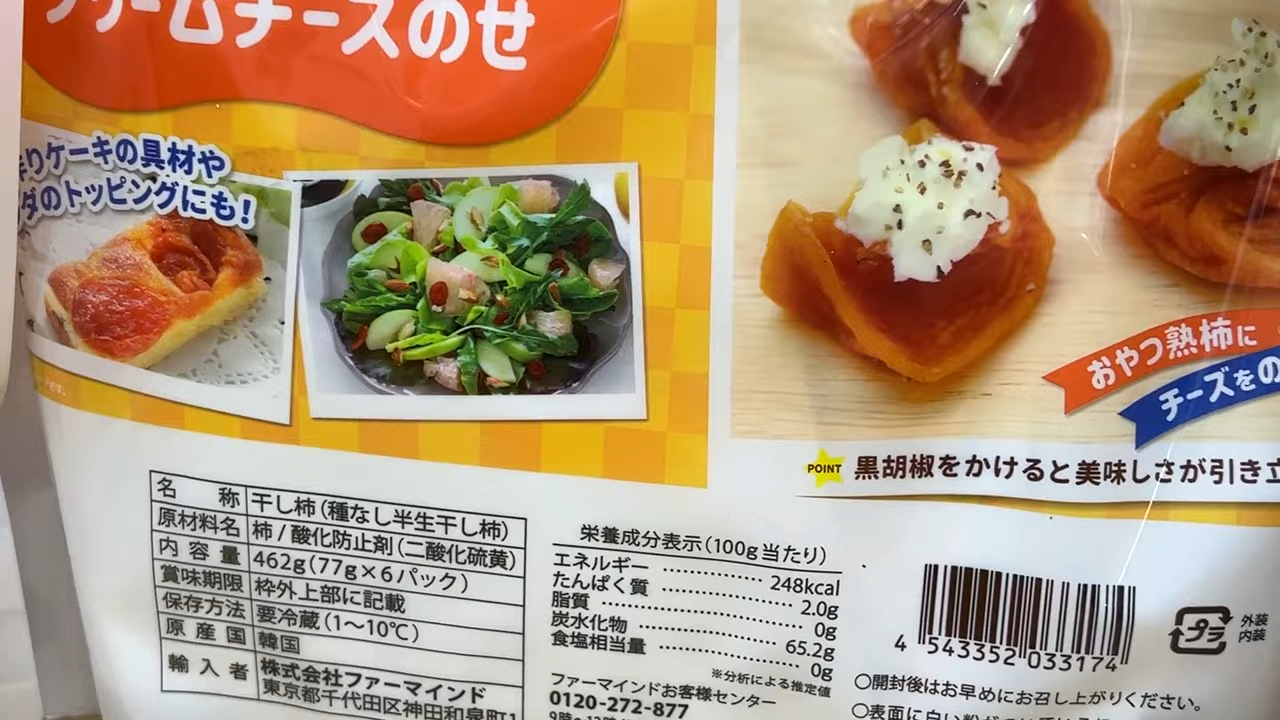 クリームチーズのせ
りケーキの具材や
ダのトッピングにも!
おやつ熟柿に
チーズをの
POINT 黒胡椒をかけると美味しさが引き立
名称 干し柿(種なし半生干し柿)
原材料名 柿/酸化防止剤(二酸化硫黄)
内容量 462g(77g×6パック)
賞味期限 枠外上部に記載
保存方法 要冷蔵(1~10℃)
原産国 韓国
輸入者 株式会社ファーマインド
東京都千代田区神田和泉町1
栄養成分表示(100g当たり)
エネルギー 248kcal
たんぱく質 2.0g
脂質 0g
炭水化物 65.2g
食塩相当量 0g
※分析による推定値
ファーマインドお客様センター
0120-272-877
4 543352 033174
プラ
外装
内装
○開封後はお早めにお召し上がりください。